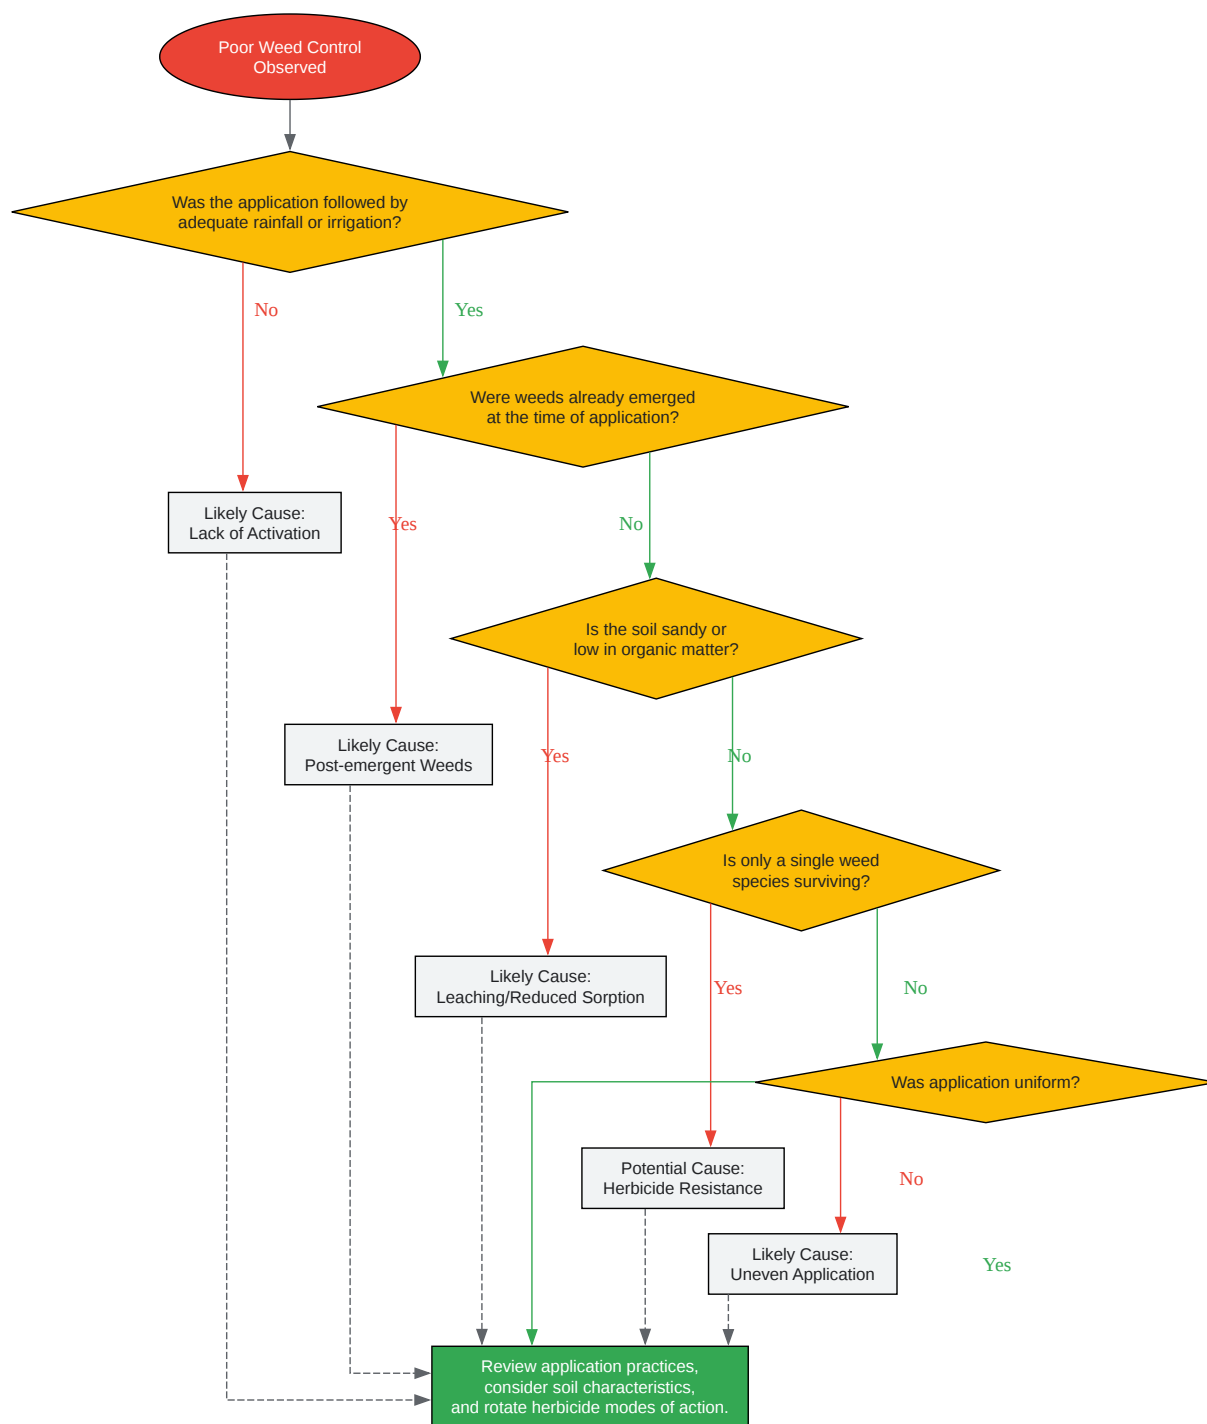 Poor Weed Control
Observed
Was the application followed by
adequate rainfall or irrigation?
No
Yes
Were weeds already emerged
at the time of application?
Likely Cause:
Lack of Activation
Yes
No
Is the soil sandy or
low in organic matter?
Likely Cause:
Post-emergent Weeds
Yes
No
Is only a single weed
species surviving?
Likely Cause:
Leaching/Reduced Sorption
Yes
No
Was application uniform?
Potential Cause:
Herbicide Resistance
No
Likely Cause:
Uneven Application
Yes
Review application practices,
consider soil characteristics,
and rotate herbicide modes of action.